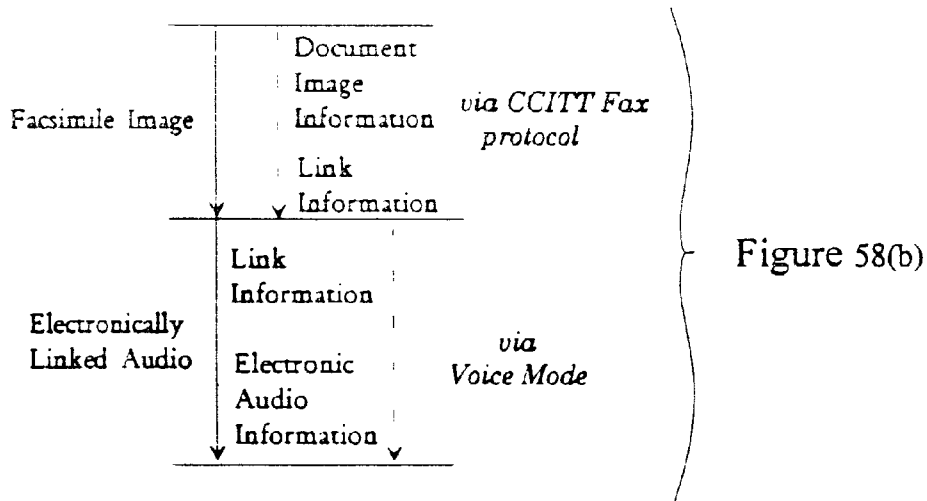 Facsimile Image
Document
Image
Information
Link
Information
via CCITT Fax
protocol
Electronically
Linked Audio
Link
Information
Electronic
Audio
Information
via
Voice Mode
Figure 58(b)